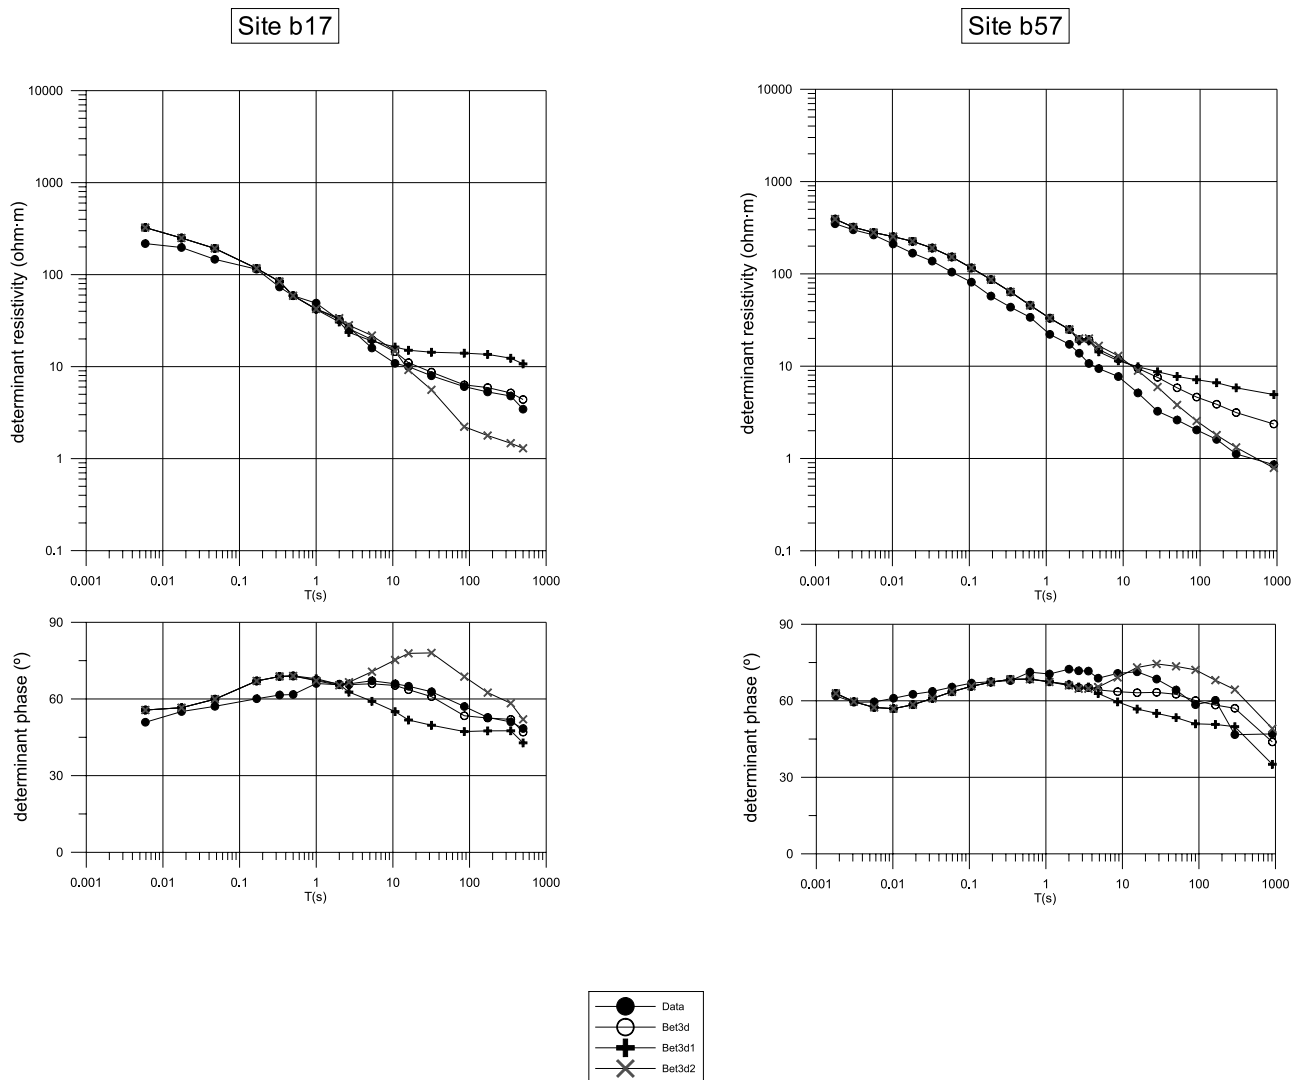 Site b17
Site b57
determinant resistivity (ohm·m)
10000
1000
100
10
1
0.1
0.001 0.01 0.1 1 10 100 1000
T(s)
determinant resistivity (ohm·m)
10000
1000
100
10
1
0.1
0.001 0.01 0.1 1 10 100 1000
T(s)
determinant phase (º)
90
60
30
0
0.001 0.01 0.1 1 10 100 1000
T(s)
determinant phase (º)
90
60
30
0
0.001 0.01 0.1 1 10 100 1000
T(s)
Data
Bet3d
Bet3d1
Bet3d2